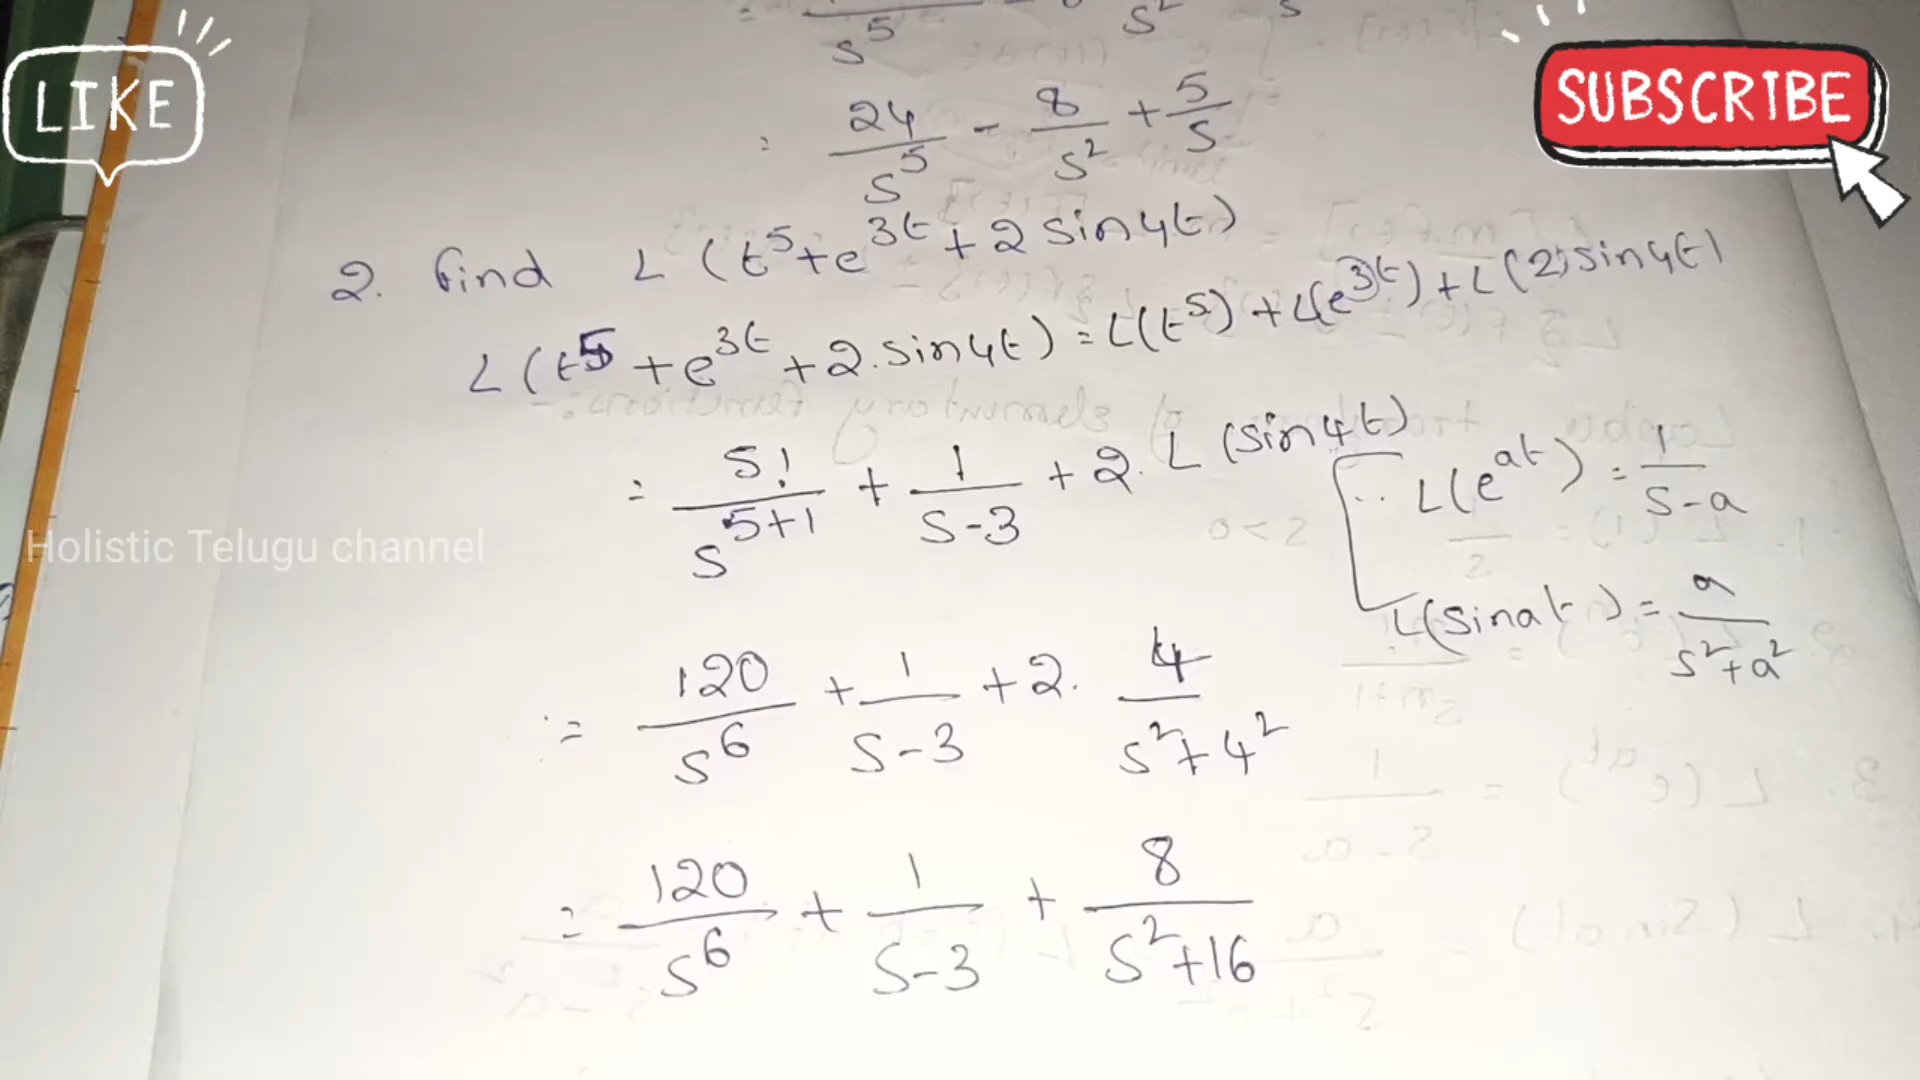 s^5 s^2 s
LIKE
SUBSCRIBE
= 24/s^5 - 8/s^2 + 5/s
2. Find L(t^5+e^3t+2sin4t)
L(t^5+e^3t+2.sin4t)=L(t^5)+L(e^3t)+L(2)sin4t)
= 5!/s^5+1 + 1/s-3 + 2. L(sin4t)
∵ L(e^at) = 1/s-a
Holistic Telugu channel
L(sinat) = a/s^2+a^2
∴ = 120/s^6 + 1/s-3 + 2. 4/s^2+4^2
= 120/s^6 + 1/s-3 + 8/s^2+16